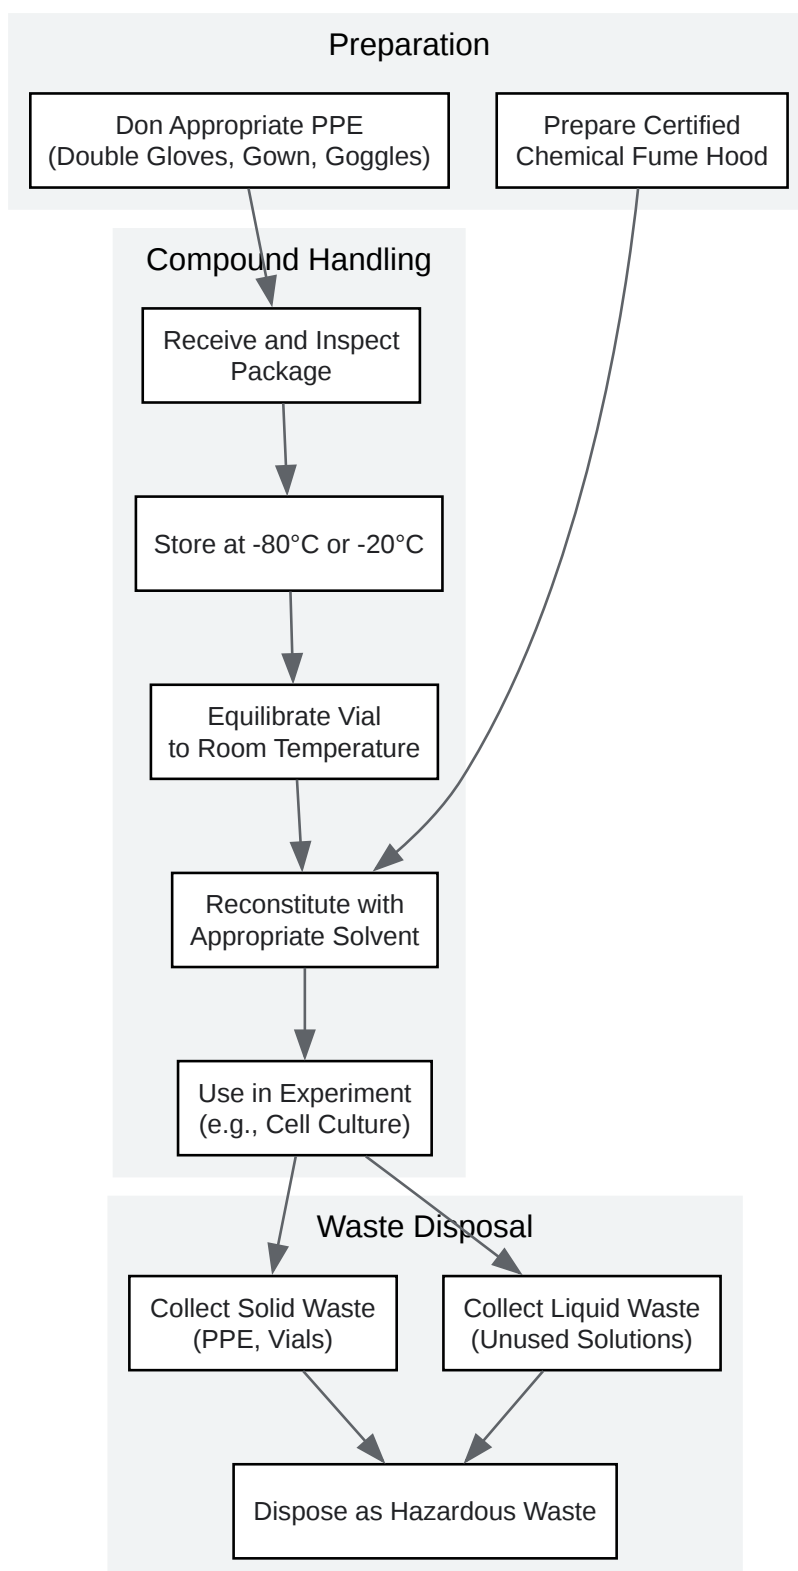 Preparation
Don Appropriate PPE
(Double Gloves, Gown, Goggles)
Prepare Certified
Chemical Fume Hood
Compound Handling
Receive and Inspect
Package
Store at -80°C or -20°C
Equilibrate Vial
to Room Temperature
Reconstitute with
Appropriate Solvent
Use in Experiment
(e.g., Cell Culture)
Waste Disposal
Collect Solid Waste
(PPE, Vials)
Collect Liquid Waste
(Unused Solutions)
Dispose as Hazardous Waste